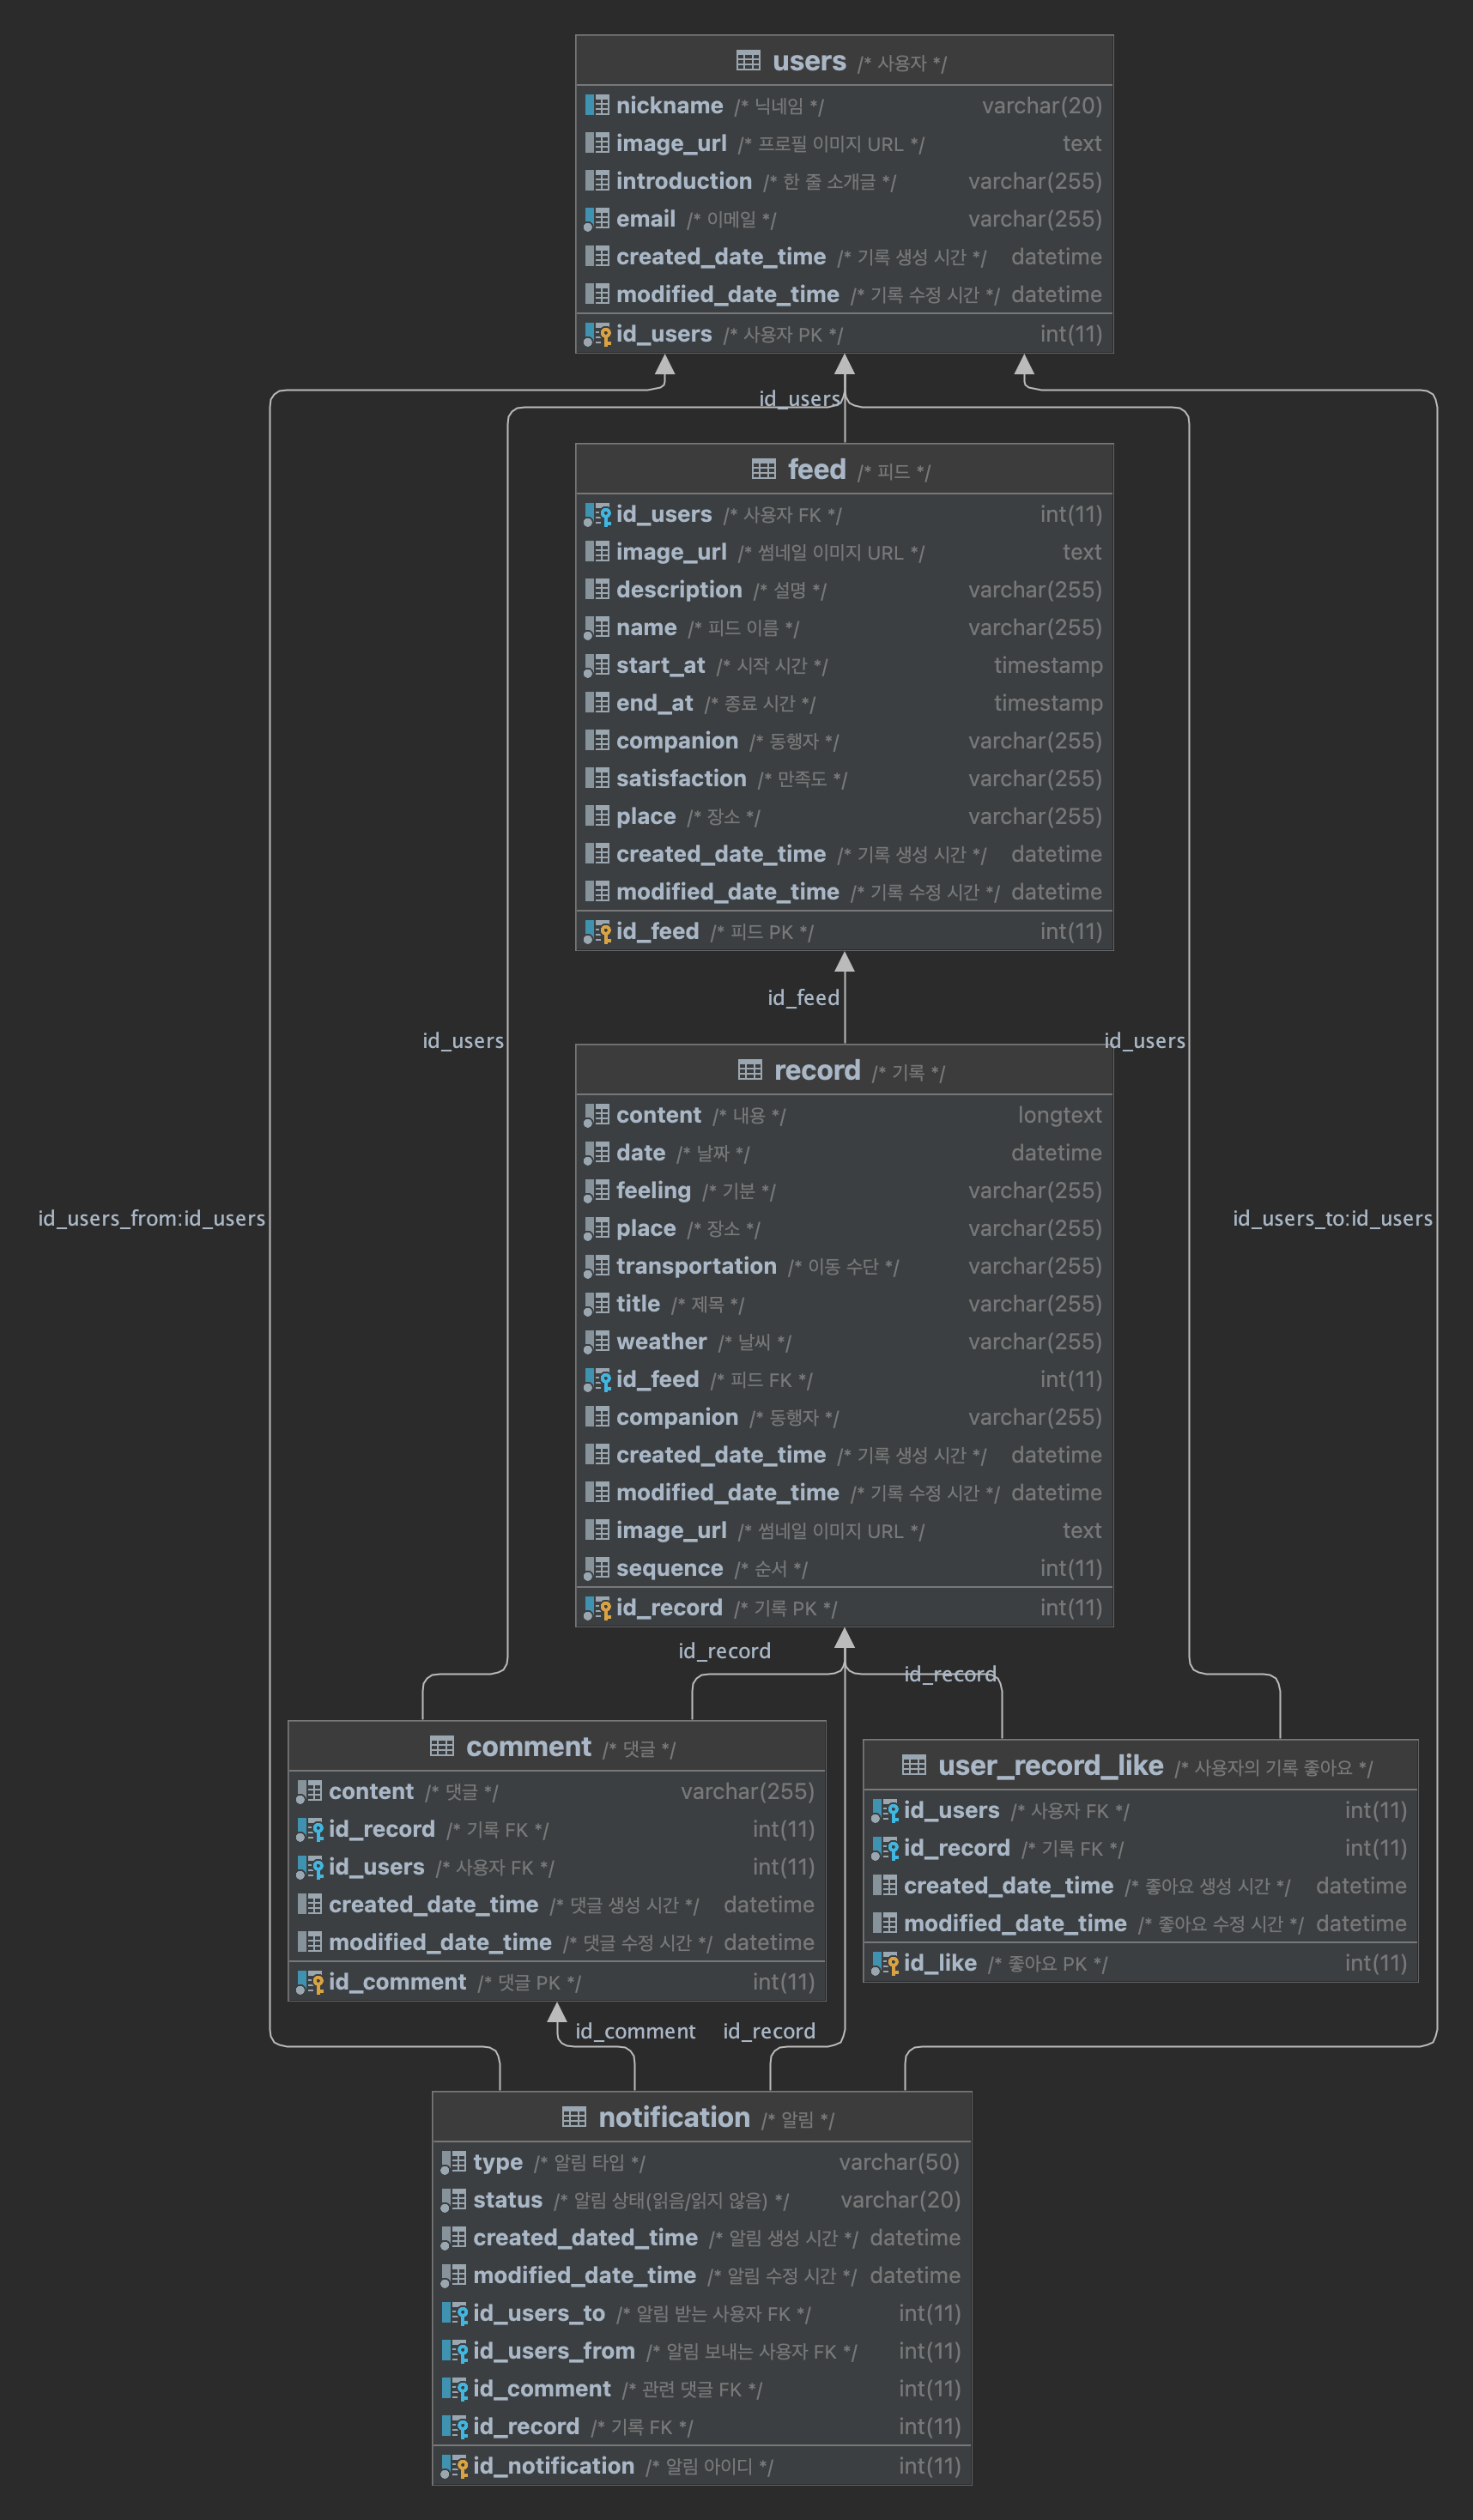 users /* 사용자 */
nickname /* 닉네임 */ varchar(20)
image_url /* 프로필 이미지 URL */ text
introduction /* 한 줄 소개글 */ varchar(255)
email /* 이메일 */ varchar(255)
created_date_time /* 기록 생성 시간 */ datetime
modified_date_time /* 기록 수정 시간 */ datetime
id_users /* 사용자 PK */ int(11)
id_users
feed /* 피드 */
id_users /* 사용자 FK */ int(11)
image_url /* 썸네일 이미지 URL */ text
description /* 설명 */ varchar(255)
name /* 피드 이름 */ varchar(255)
start_at /* 시작 시간 */ timestamp
end_at /* 종료 시간 */ timestamp
companion /* 동행자 */ varchar(255)
satisfaction /* 만족도 */ varchar(255)
place /* 장소 */ varchar(255)
created_date_time /* 기록 생성 시간 */ datetime
modified_date_time /* 기록 수정 시간 */ datetime
id_feed /* 피드 PK */ int(11)
id_feed
id_users
id_users
record /* 기록 */
content /* 내용 */ longtext
date /* 날짜 */ datetime
feeling /* 기분 */ varchar(255)
id_users_from:id_users
id_users_to:id_users
place /* 장소 */ varchar(255)
transportation /* 이동 수단 */ varchar(255)
title /* 제목 */ varchar(255)
weather /* 날씨 */ varchar(255)
id_feed /* 피드 FK */ int(11)
companion /* 동행자 */ varchar(255)
created_date_time /* 기록 생성 시간 */ datetime
modified_date_time /* 기록 수정 시간 */ datetime
image_url /* 썸네일 이미지 URL */ text
sequence /* 순서 */ int(11)
id_record /* 기록 PK */ int(11)
id_record
id_record
comment /* 댓글 */
content /* 댓글 */ varchar(255)
id_record /* 기록 FK */ int(11)
id_users /* 사용자 FK */ int(11)
created_date_time /* 댓글 생성 시간 */ datetime
modified_date_time /* 댓글 수정 시간 */ datetime
id_comment /* 댓글 PK */ int(11)
user_record_like /* 사용자의 기록 좋아요 */
id_users /* 사용자 FK */ int(11)
id_record /* 기록 FK */ int(11)
created_date_time /* 좋아요 생성 시간 */ datetime
modified_date_time /* 좋아요 수정 시간 */ datetime
id_like /* 좋아요 PK */ int(11)
id_comment
id_record
notification /* 알림 */
type /* 알림 타입 */ varchar(50)
status /* 알림 상태(읽음/읽지 않음) */ varchar(20)
created_dated_time /* 알림 생성 시간 */ datetime
modified_date_time /* 알림 수정 시간 */ datetime
id_users_to /* 알림 받는 사용자 FK */ int(11)
id_users_from /* 알림 보내는 사용자 FK */ int(11)
id_comment /* 관련 댓글 FK */ int(11)
id_record /* 기록 FK */ int(11)
id_notification /* 알림 아이디 */ int(11)